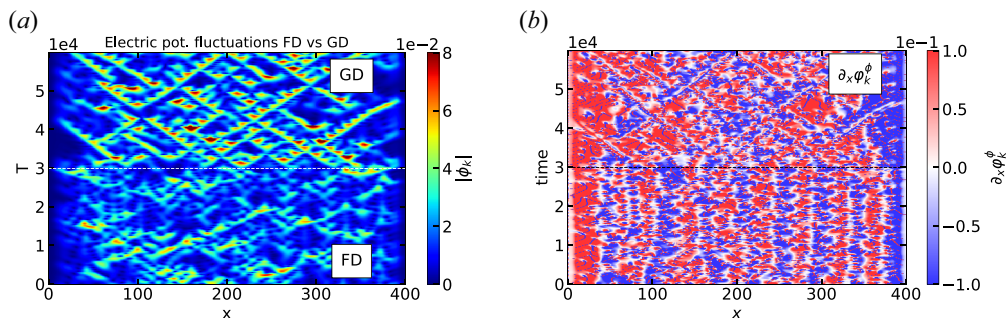 (a)
Electric pot. fluctuations FD vs GD
1e4
1e−2
GD
FD
T
5
4
3
2
1
0
0 100 200 300 400
x
8
6
4
2
0
|ϕk|
(b)
1e4
1e−1
∂xφkϕ
time
5
4
3
2
1
0
0 100 200 300 400
x
1.0
0.5
0.0
−0.5
−1.0
∂xφkϕ